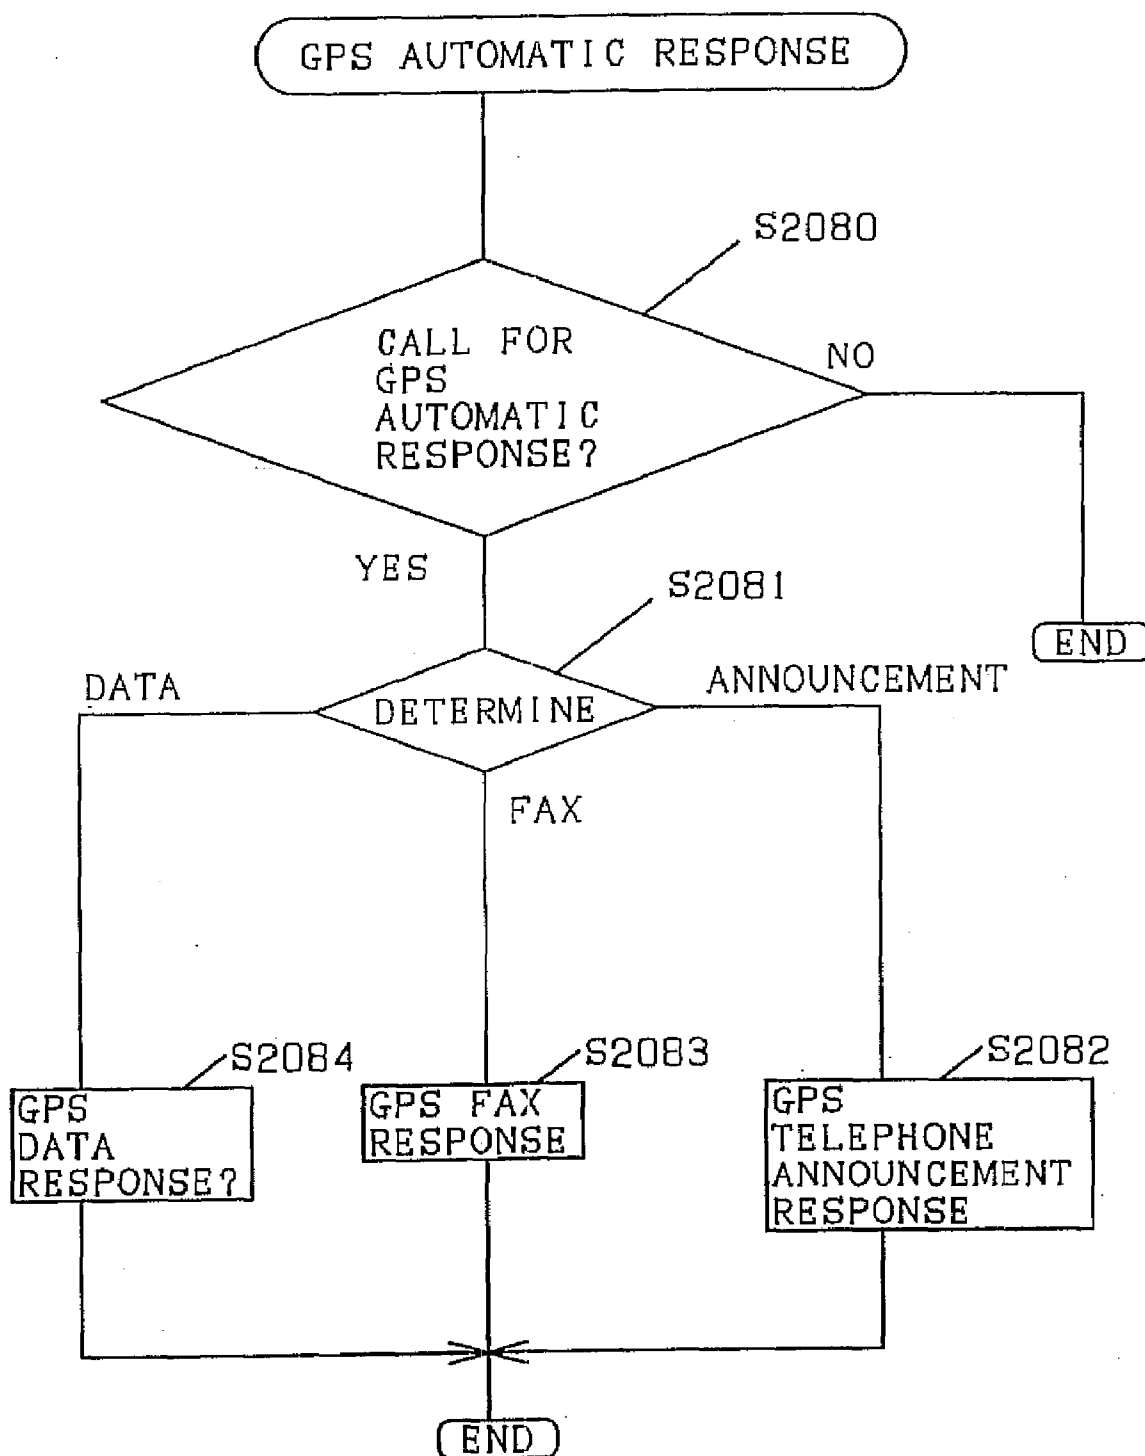 GPS AUTOMATIC RESPONSE
S2080
CALL FOR
GPS
AUTOMATIC
RESPONSE?
NO
YES
S2081
END
DATA
DETERMINE
ANNOUNCEMENT
FAX
S2084
S2083
S2082
GPS
DATA
RESPONSE?
GPS FAX
RESPONSE
GPS
TELEPHONE
ANNOUNCEMENT
RESPONSE
END